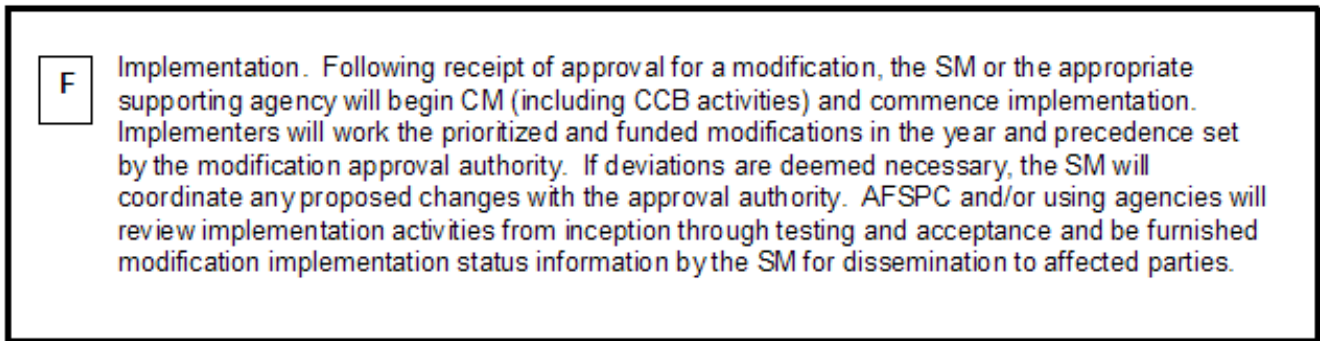 F
Implementation. Following receipt of approval for a modification, the SM or the appropriate
supporting agency will begin CM (including CCB activities) and commence implementation.
Implementers will work the prioritized and funded modifications in the year and precedence set
by the modification approval authority. If deviations are deemed necessary, the SM will
coordinate any proposed changes with the approval authority. AFSPC and/or using agencies will
review implementation activities from inception through testing and acceptance and be furnished
modification implementation status information by the SM for dissemination to affected parties.